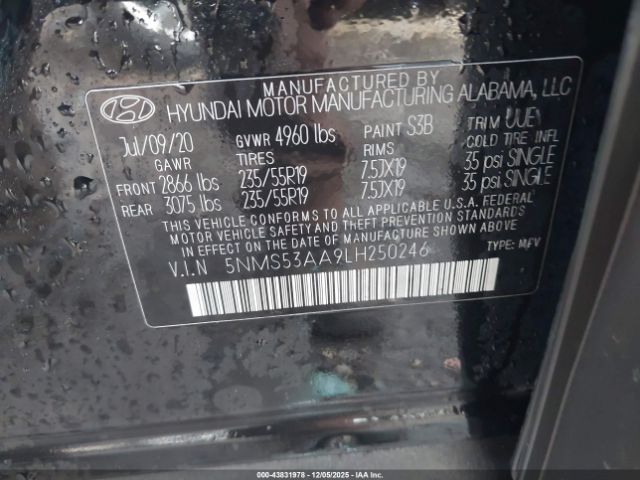 MANUFACTURED BY
HYUNDAI MOTOR MANUFACTURING ALABAMA, LLC
Jul/09/20 GVWR 4960 lbs PAINT S3B TRIM UUE
GAWR TIRES RIMS COLD TIRE INFL
FRONT 2866 lbs 235/55R19 7.5JX19 35 psi SINGLE
REAR 3075 lbs 235/55R19 7.5JX19 35 psi SINGLE
THIS VEHICLE CONFORMS TO ALL APPLICABLE U.S.A. FEDERAL
MOTOR VEHICLE SAFETY AND THEFT PREVENTION STANDARDS
IN EFFECT ON THE DATE OF MANUFACTURE SHOWN ABOVE.
V.I.N 5NMS53AA9LH250246 TYPE: MPV
000-43831978 - 12/05/2025 - IAAI.COM